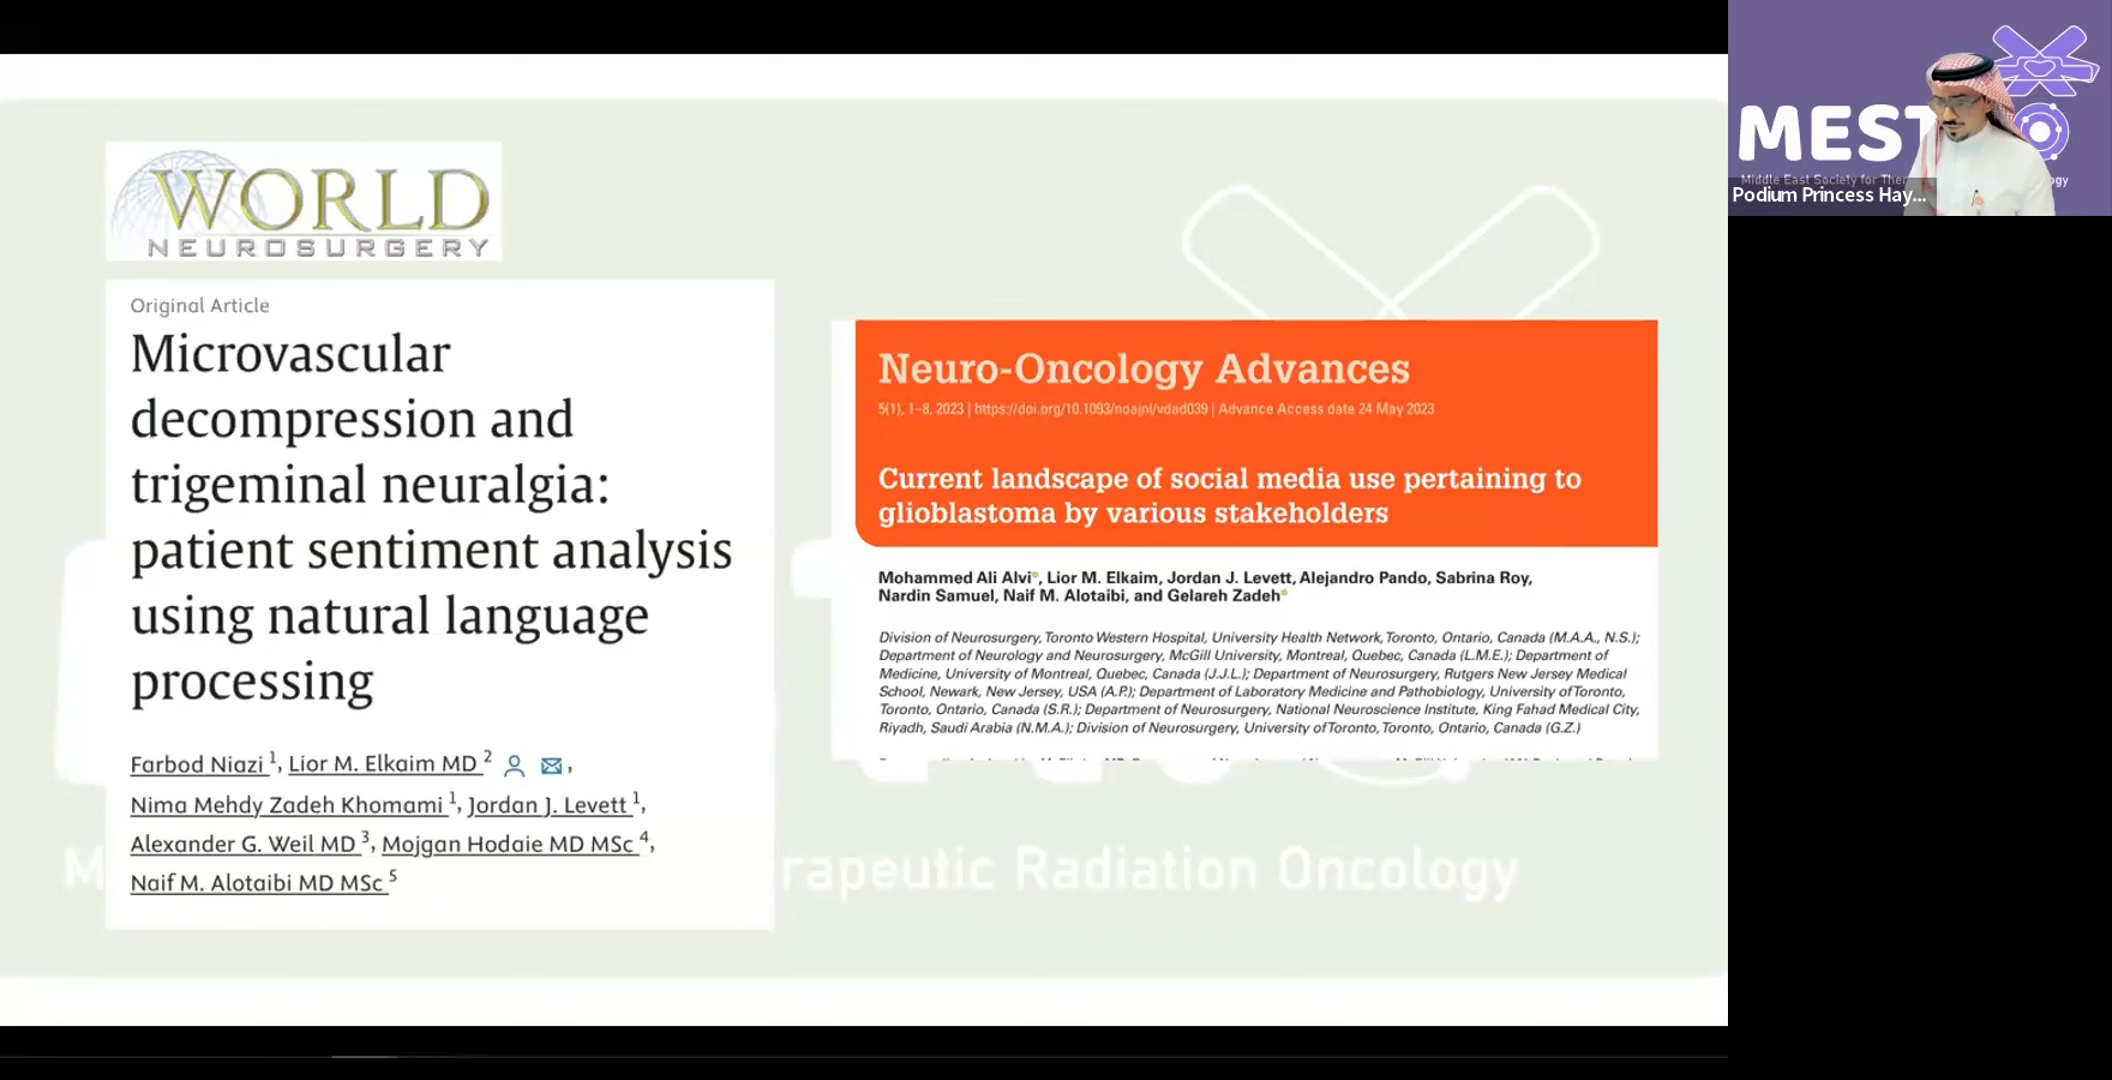 WORLD
NEUROSURGERY
Original Article
Microvascular
decompression and
trigeminal neuralgia:
patient sentiment analysis
using natural language
processing
Farbod Niazi 1, Lior M. Elkaim MD 2 ,
Nima Mehdy Zadeh Khomami 1, Jordan J. Levett 1,
Alexander G. Weil MD 3, Mojgan Hodaie MD MSc 4,
Naif M. Alotaibi MD MSc 5
Neuro-Oncology Advances
5(1), 1–8, 2023 | https://doi.org/10.1093/noajnl/vdad039 | Advance Access date 24 May 2023
Current landscape of social media use pertaining to
glioblastoma by various stakeholders
Mohammed Ali Alvi, Lior M. Elkaim, Jordan J. Levett, Alejandro Pando, Sabrina Roy,
Nardin Samuel, Naif M. Alotaibi, and Gelareh Zadeh
Division of Neurosurgery, Toronto Western Hospital, University Health Network, Toronto, Ontario, Canada (M.A.A., N.S.);
Department of Neurology and Neurosurgery, McGill University, Montreal, Quebec, Canada (L.M.E.); Department of
Medicine, University of Montreal, Quebec, Canada (J.J.L.); Department of Neurosurgery, Rutgers New Jersey Medical
School, Newark, New Jersey, USA (A.P.); Department of Laboratory Medicine and Pathobiology, University of Toronto,
Toronto, Ontario, Canada (S.R.); Department of Neurosurgery, National Neuroscience Institute, King Fahad Medical City,
Riyadh, Saudi Arabia (N.M.A.); Division of Neurosurgery, University of Toronto, Toronto, Ontario, Canada (G.Z.)
M rapeutic Radiation Oncology
MEST
Middle East Society for Ther ogy
Podium Princess Hay...